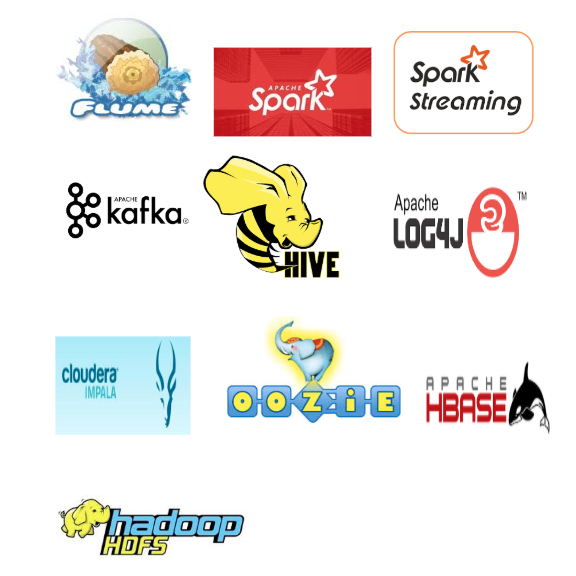 FLUME
APACHE
Spark
Spark
Streaming
APACHE
kafka®
HIVE
Apache
LOG4J
TM
cloudera®
IMPALA
OOZiE
APACHE
HBASE
hadoop
HDFS